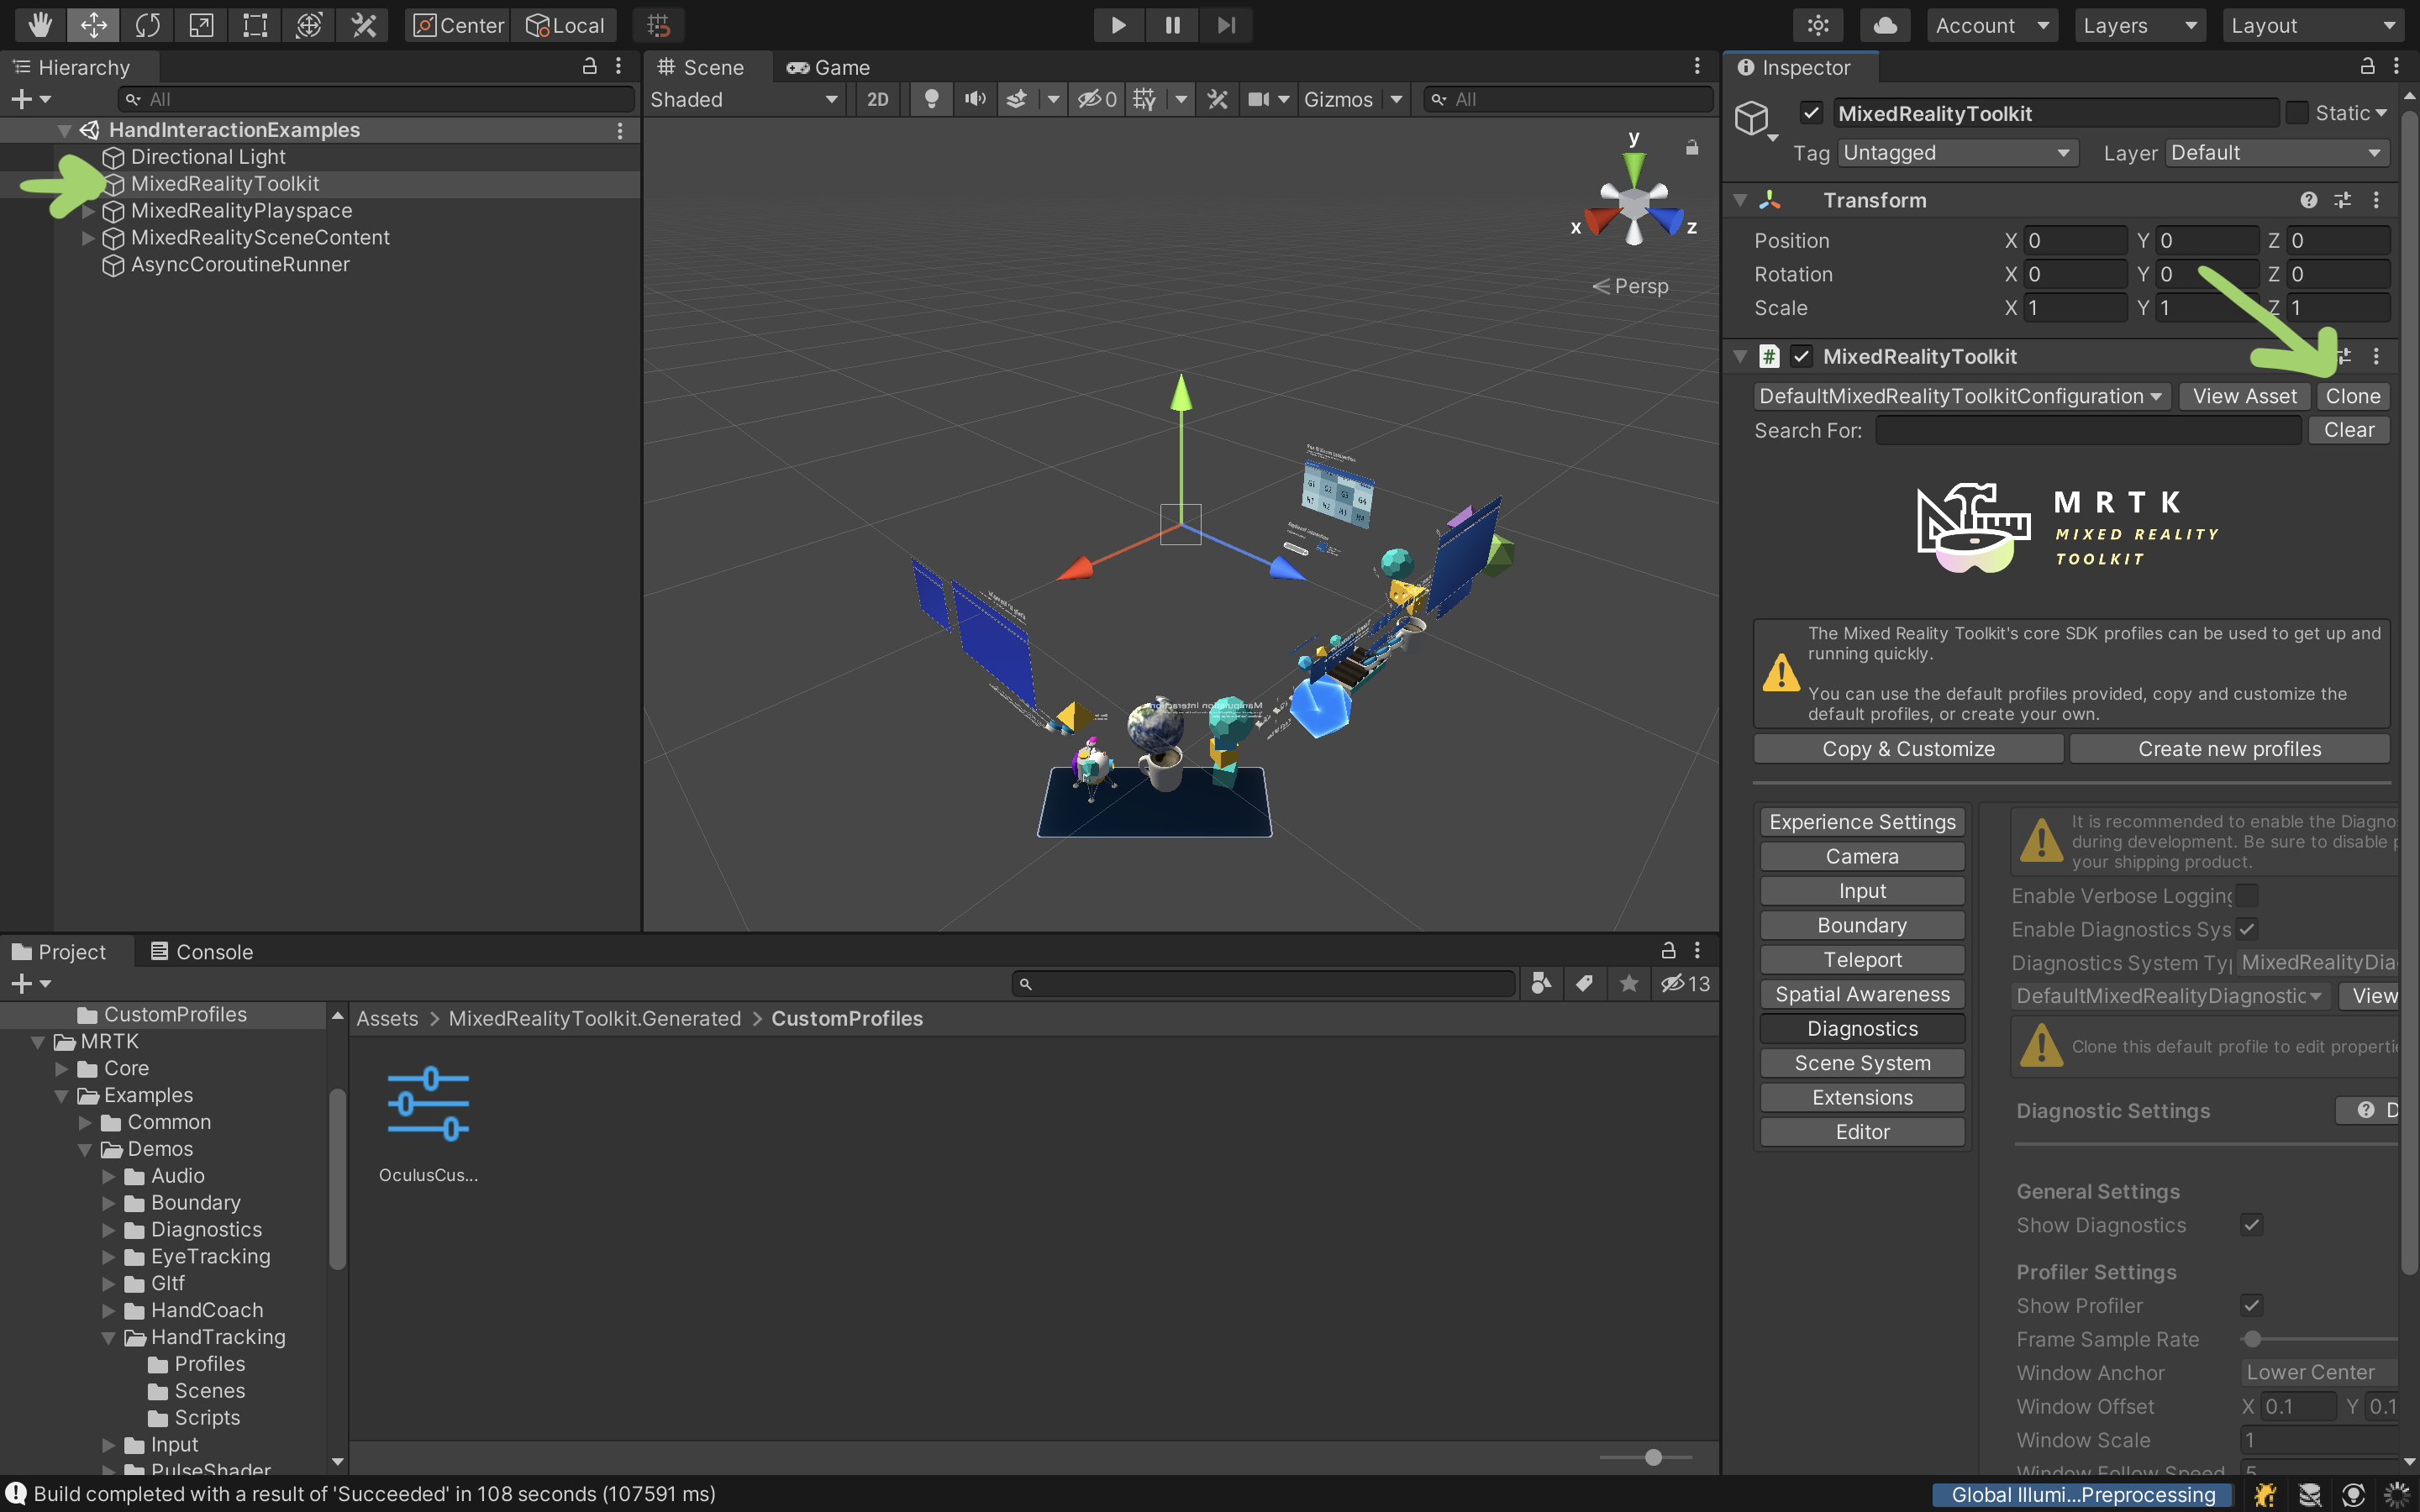 Center Local
Account Layers Layout
Hierarchy
All
HandInteractionExamples
Directional Light
MixedRealityToolkit
MixedRealityPlayspace
MixedRealitySceneContent
AsyncCoroutineRunner
Scene Game
Shaded 2D 0 Gizmos All
y
x z
Persp
Inspector
MixedRealityToolkit Static
Tag Untagged Layer Default
Transform
Position X 0 Y 0 Z 0
Rotation X 0 Y 0 Z 0
Scale X 1 Y 1 Z 1
# MixedRealityToolkit
DefaultMixedRealityToolkitConfiguration View Asset Clone
Search For: Clear
MRTK
MIXED REALITY
TOOLKIT
The Mixed Reality Toolkit's core SDK profiles can be used to get up and
running quickly.
You can use the default profiles provided, copy and customize the
default profiles, or create your own.
Copy & Customize Create new profiles
Experience Settings
Camera
Input
Boundary
Teleport
Spatial Awareness
Diagnostics
Scene System
Extensions
Editor
It is recommended to enable the Diagno
during development. Be sure to disable p
your shipping product.
Enable Verbose Logging
Enable Diagnostics Sys
Diagnostics System Ty MixedRealityDia
DefaultMixedRealityDiagnostic View
Clone this default profile to edit properti
Diagnostic Settings D
General Settings
Show Diagnostics
Profiler Settings
Show Profiler
Frame Sample Rate
Window Anchor Lower Center
Window Offset X 0.1 Y 0.1
Window Scale 1
Window Follow Speed 5
Project Console
13
CustomProfiles
MRTK
Core
Examples
Common
Demos
Audio
Boundary
Diagnostics
EyeTracking
Gltf
HandCoach
HandTracking
Profiles
Scenes
Scripts
Input
PulseShader
Assets > MixedRealityToolkit.Generated > CustomProfiles
OculusCus...
Build completed with a result of 'Succeeded' in 108 seconds (107591 ms)
Global Illumi...Preprocessing